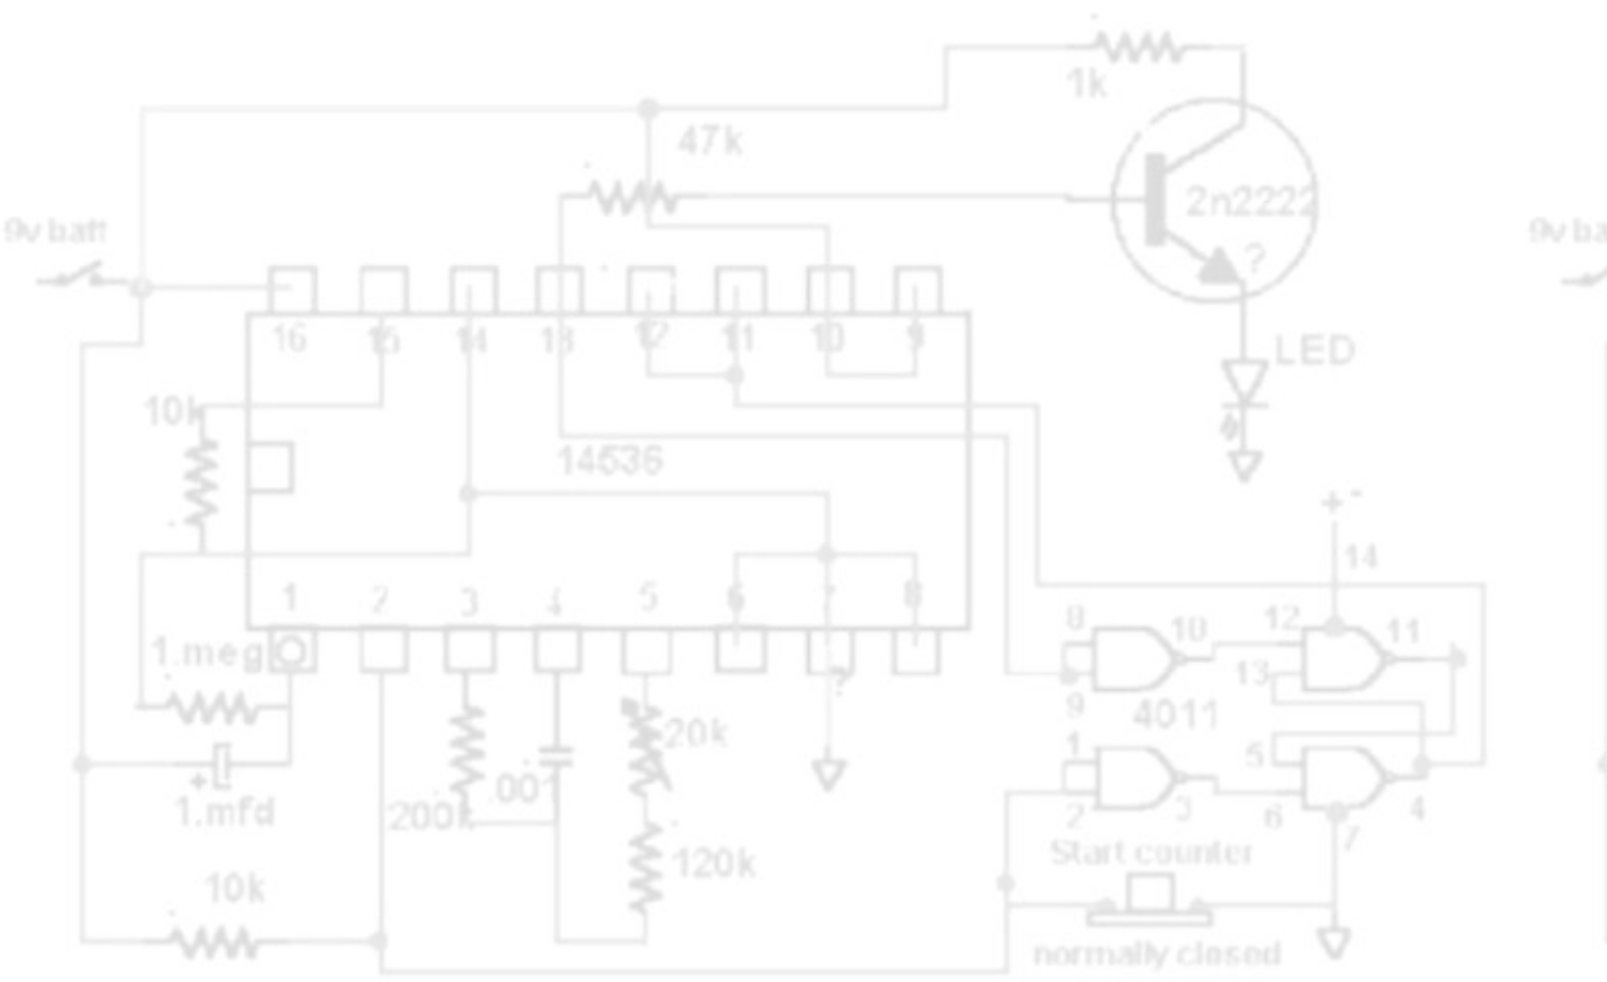 1k
47k
9v batt
2n2222
9v ba
?
16 15 14 13 12 11 10 9
LED
10k
14536
+ -
14
1 2 3 4 5 6 7 8
8 10 12 11
1.meg
?
13
9 4011
20k
1 5
.001
1.mfd
200k
2 3 6 4
7
Start counter
120k
10k
normally closed